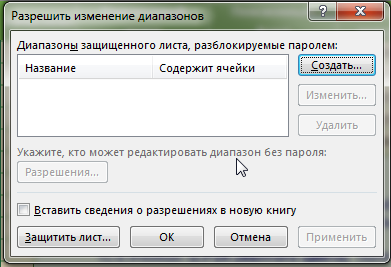 Разрешить изменение диапазонов
Диапазоны защищенного листа, разблокируемые паролем:
Название Содержит ячейки
Создать...
Изменить...
Удалить
Укажите, кто может редактировать диапазон без пароля:
Разрешения...
Вставить сведения о разрешениях в новую книгу
Защитить лист... ОК Отмена Применить